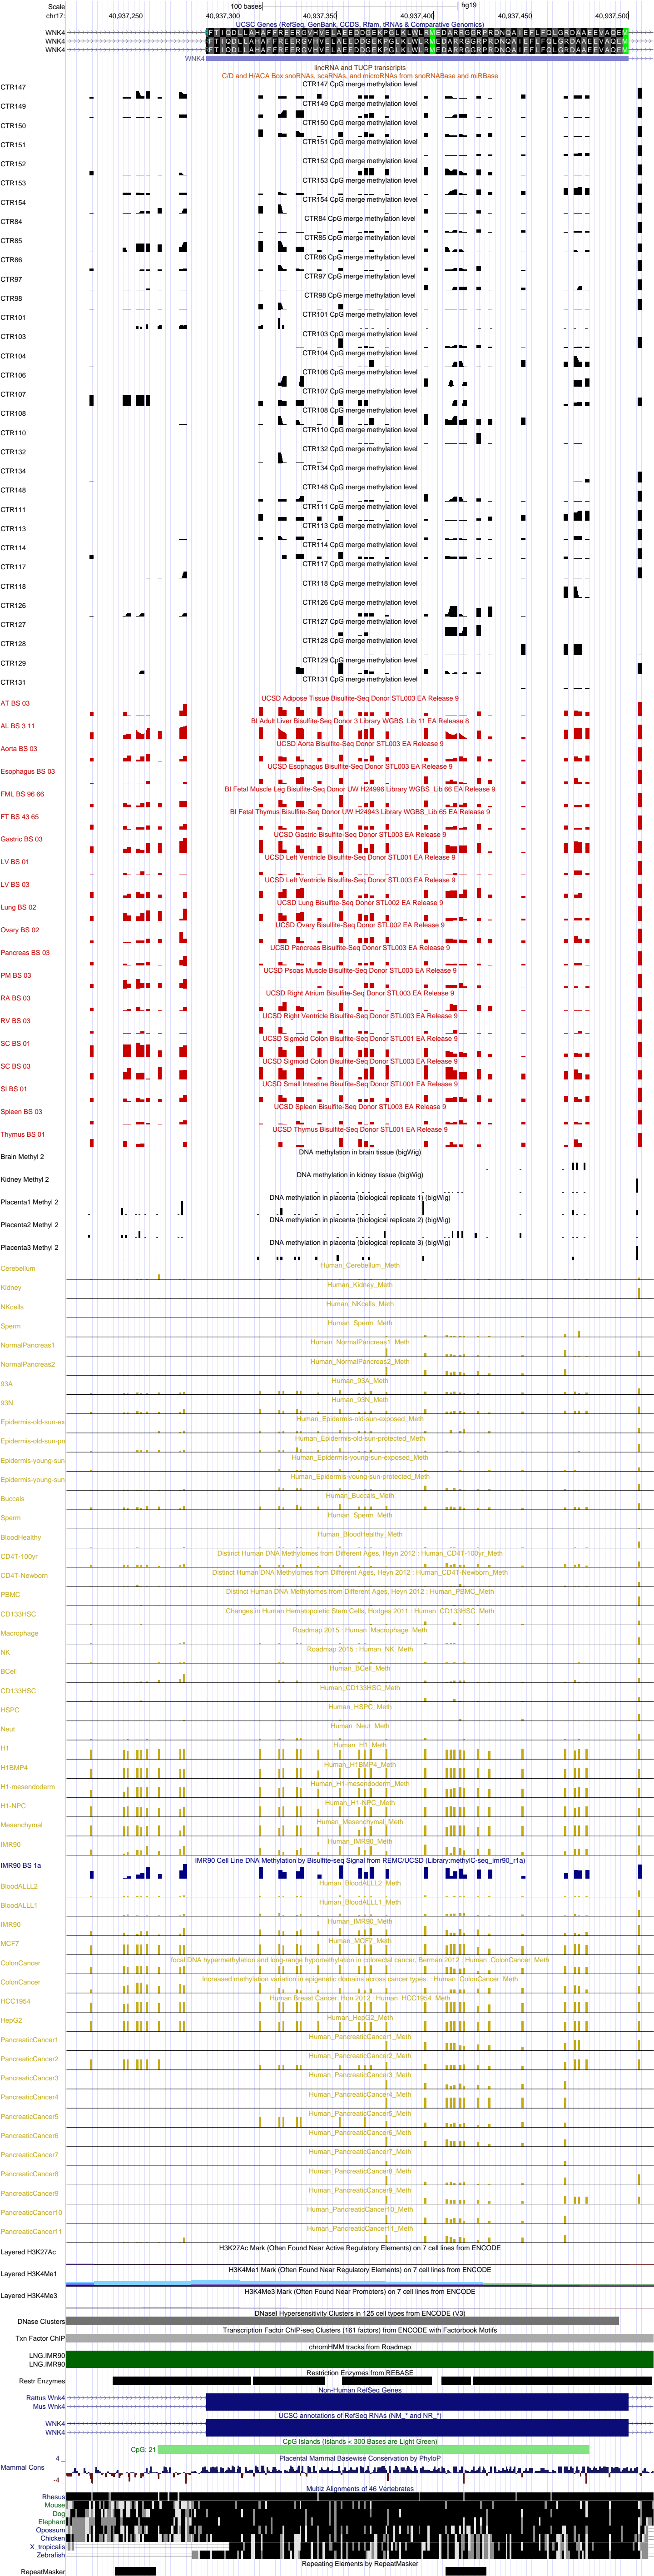 Scale 100 bases hg19
chr17: 40,937,250 40,937,300 40,937,350 40,937,400 40,937,450 40,937,500
UCSC Genes (RefSeq, GenBank, CCDS, Rfam, tRNAs & Comparative Genomics)
WNK4
WNK4
WNK4
WNK4
lincRNA and TUCP transcripts
C/D and H/ACA Box snoRNAs, scaRNAs, and microRNAs from snoRNABase and miRBase
CTR147 CTR147 CpG merge methylation level
CTR149 CTR149 CpG merge methylation level
CTR150 CTR150 CpG merge methylation level
CTR151 CTR151 CpG merge methylation level
CTR152 CTR152 CpG merge methylation level
CTR153 CTR153 CpG merge methylation level
CTR154 CTR154 CpG merge methylation level
CTR84 CTR84 CpG merge methylation level
CTR85 CTR85 CpG merge methylation level
CTR86 CTR86 CpG merge methylation level
CTR97 CTR97 CpG merge methylation level
CTR98 CTR98 CpG merge methylation level
CTR101 CTR101 CpG merge methylation level
CTR103 CTR103 CpG merge methylation level
CTR104 CTR104 CpG merge methylation level
CTR106 CTR106 CpG merge methylation level
CTR107 CTR107 CpG merge methylation level
CTR108 CTR108 CpG merge methylation level
CTR110 CTR110 CpG merge methylation level
CTR132 CTR132 CpG merge methylation level
CTR134 CTR134 CpG merge methylation level
CTR148 CTR148 CpG merge methylation level
CTR111 CTR111 CpG merge methylation level
CTR113 CTR113 CpG merge methylation level
CTR114 CTR114 CpG merge methylation level
CTR117 CTR117 CpG merge methylation level
CTR118 CTR118 CpG merge methylation level
CTR126 CTR126 CpG merge methylation level
CTR127 CTR127 CpG merge methylation level
CTR128 CTR128 CpG merge methylation level
CTR129 CTR129 CpG merge methylation level
CTR131 CTR131 CpG merge methylation level
AT BS 03 UCSD Adipose Tissue Bisulfite-Seq Donor STL003 EA Release 9
AL BS 3 11 BI Adult Liver Bisulfite-Seq Donor 3 Library WGBS_Lib 11 EA Release 8
Aorta BS 03 UCSD Aorta Bisulfite-Seq Donor STL003 EA Release 9
Esophagus BS 03 UCSD Esophagus Bisulfite-Seq Donor STL003 EA Release 9
FML BS 96 66 BI Fetal Muscle Leg Bisulfite-Seq Donor UW H24996 Library WGBS_Lib 66 EA Release 9
FT BS 43 65 BI Fetal Thymus Bisulfite-Seq Donor UW H24943 Library WGBS_Lib 65 EA Release 9
Gastric BS 03 UCSD Gastric Bisulfite-Seq Donor STL003 EA Release 9
LV BS 01 UCSD Left Ventricle Bisulfite-Seq Donor STL001 EA Release 9
LV BS 03 UCSD Left Ventricle Bisulfite-Seq Donor STL003 EA Release 9
Lung BS 02 UCSD Lung Bisulfite-Seq Donor STL002 EA Release 9
Ovary BS 02 UCSD Ovary Bisulfite-Seq Donor STL002 EA Release 9
Pancreas BS 03 UCSD Pancreas Bisulfite-Seq Donor STL003 EA Release 9
PM BS 03 UCSD Psoas Muscle Bisulfite-Seq Donor STL003 EA Release 9
RA BS 03 UCSD Right Atrium Bisulfite-Seq Donor STL003 EA Release 9
RV BS 03 UCSD Right Ventricle Bisulfite-Seq Donor STL003 EA Release 9
SC BS 01 UCSD Sigmoid Colon Bisulfite-Seq Donor STL001 EA Release 9
SC BS 03 UCSD Sigmoid Colon Bisulfite-Seq Donor STL003 EA Release 9
SI BS 01 UCSD Small Intestine Bisulfite-Seq Donor STL001 EA Release 9
Spleen BS 03 UCSD Spleen Bisulfite-Seq Donor STL003 EA Release 9
Thymus BS 01 UCSD Thymus Bisulfite-Seq Donor STL001 EA Release 9
Brain Methyl 2 DNA methylation in brain tissue (bigWig)
Kidney Methyl 2 DNA methylation in kidney tissue (bigWig)
Placenta1 Methyl 2 DNA methylation in placenta (biological replicate 1) (bigWig)
Placenta2 Methyl 2 DNA methylation in placenta (biological replicate 2) (bigWig)
Placenta3 Methyl 2 DNA methylation in placenta (biological replicate 3) (bigWig)
Cerebellum Human_Cerebellum_Meth
Kidney Human_Kidney_Meth
NKcells Human_NKcells_Meth
Sperm Human_Sperm_Meth
NormalPancreas1 Human_NormalPancreas1_Meth
NormalPancreas2 Human_NormalPancreas2_Meth
93A Human_93A_Meth
93N Human_93N_Meth
Epidermis-old-sun-ex Human_Epidermis-old-sun-exposed_Meth
Epidermis-old-sun-pr Human_Epidermis-old-sun-protected_Meth
Epidermis-young-sun Human_Epidermis-young-sun-exposed_Meth
Epidermis-young-sun Human_Epidermis-young-sun-protected_Meth
Buccals Human_Buccals_Meth
Sperm Human_Sperm_Meth
BloodHealthy Human_BloodHealthy_Meth
CD4T-100yr Distinct Human DNA Methylomes from Different Ages, Heyn 2012 : Human_CD4T-100yr_Meth
CD4T-Newborn Distinct Human DNA Methylomes from Different Ages, Heyn 2012 : Human_CD4T-Newborn_Meth
PBMC Distinct Human DNA Methylomes from Different Ages, Heyn 2012 : Human_PBMC_Meth
CD133HSC Changes in Human Hematopoietic Stem Cells, Hodges 2011 : Human_CD133HSC_Meth
Macrophage Roadmap 2015 : Human_Macrophage_Meth
NK Roadmap 2015 : Human_NK_Meth
BCell Human_BCell_Meth
CD133HSC Human_CD133HSC_Meth
HSPC Human_HSPC_Meth
Neut Human_Neut_Meth
H1 Human_H1_Meth
H1BMP4 Human_H1BMP4_Meth
H1-mesendoderm Human_H1-mesendoderm_Meth
H1-NPC Human_H1-NPC_Meth
Mesenchymal Human_Mesenchymal_Meth
IMR90 Human_IMR90_Meth
IMR90 BS 1a IMR90 Cell Line DNA Methylation by Bisulfite-seq Signal from REMC/UCSD (Library:methylC-seq_imr90_r1a)
BloodALLL2 Human_BloodALLL2_Meth
BloodALLL1 Human_BloodALLL1_Meth
IMR90 Human_IMR90_Meth
MCF7 Human_MCF7_Meth
ColonCancer focal DNA hypermethylation and long-range hypomethylation in colorectal cancer, Berman 2012 : Human_ColonCancer_Meth
ColonCancer Increased methylation variation in epigenetic domains across cancer types. : Human_ColonCancer_Meth
HCC1954 Human Breast Cancer, Hon 2012 : Human_HCC1954_Meth
HepG2 Human_HepG2_Meth
PancreaticCancer1 Human_PancreaticCancer1_Meth
PancreaticCancer2 Human_PancreaticCancer2_Meth
PancreaticCancer3 Human_PancreaticCancer3_Meth
PancreaticCancer4 Human_PancreaticCancer4_Meth
PancreaticCancer5 Human_PancreaticCancer5_Meth
PancreaticCancer6 Human_PancreaticCancer6_Meth
PancreaticCancer7 Human_PancreaticCancer7_Meth
PancreaticCancer8 Human_PancreaticCancer8_Meth
PancreaticCancer9 Human_PancreaticCancer9_Meth
PancreaticCancer10 Human_PancreaticCancer10_Meth
PancreaticCancer11 Human_PancreaticCancer11_Meth
Layered H3K27Ac H3K27Ac Mark (Often Found Near Active Regulatory Elements) on 7 cell lines from ENCODE
Layered H3K4Me1 H3K4Me1 Mark (Often Found Near Regulatory Elements) on 7 cell lines from ENCODE
Layered H3K4Me3 H3K4Me3 Mark (Often Found Near Promoters) on 7 cell lines from ENCODE
DNaseI Hypersensitivity Clusters in 125 cell types from ENCODE (V3)
DNase Clusters
Transcription Factor ChIP-seq Clusters (161 factors) from ENCODE with Factorbook Motifs
Txn Factor ChIP
chromHMM tracks from Roadmap
LNG.IMR90
LNG.IMR90
Restriction Enzymes from REBASE
Restr Enzymes
Non-Human RefSeq Genes
Rattus Wnk4
Mus Wnk4
UCSC annotations of RefSeq RNAs (NM_* and NR_*)
WNK4
WNK4
CpG Islands (Islands < 300 Bases are Light Green)
CpG: 21
Placental Mammal Basewise Conservation by PhyloP
4 _
Mammal Cons
-4 _
Multiz Alignments of 46 Vertebrates
Rhesus
Mouse
Dog
Elephant
Opossum
Chicken
X_tropicalis
Zebrafish
Repeating Elements by RepeatMasker
RepeatMasker